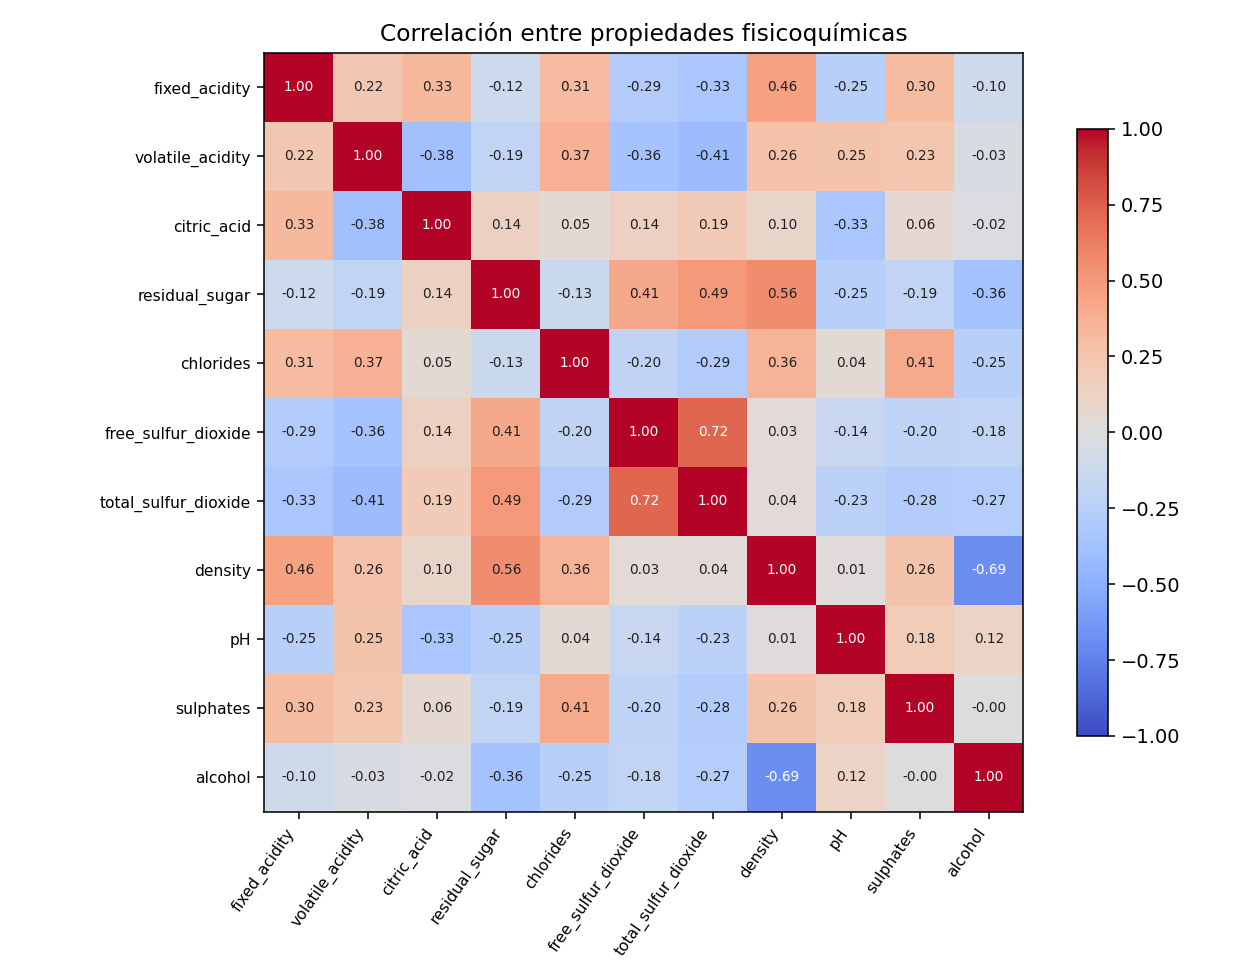 Correlación entre propiedades fisicoquímicas
fixed_acidity 1.00 0.22 0.33 -0.12 0.31 -0.29 -0.33 0.46 -0.25 0.30 -0.10
volatile_acidity 0.22 1.00 -0.38 -0.19 0.37 -0.36 -0.41 0.26 0.25 0.23 -0.03
citric_acid 0.33 -0.38 1.00 0.14 0.05 0.14 0.19 0.10 -0.33 0.06 -0.02
residual_sugar -0.12 -0.19 0.14 1.00 -0.13 0.41 0.49 0.56 -0.25 -0.19 -0.36
chlorides 0.31 0.37 0.05 -0.13 1.00 -0.20 -0.29 0.36 0.04 0.41 -0.25
free_sulfur_dioxide -0.29 -0.36 0.14 0.41 -0.20 1.00 0.72 0.03 -0.14 -0.20 -0.18
total_sulfur_dioxide -0.33 -0.41 0.19 0.49 -0.29 0.72 1.00 0.04 -0.23 -0.28 -0.27
density 0.46 0.26 0.10 0.56 0.36 0.03 0.04 1.00 0.01 0.26 -0.69
pH -0.25 0.25 -0.33 -0.25 0.04 -0.14 -0.23 0.01 1.00 0.18 0.12
sulphates 0.30 0.23 0.06 -0.19 0.41 -0.20 -0.28 0.26 0.18 1.00 -0.00
alcohol -0.10 -0.03 -0.02 -0.36 -0.25 -0.18 -0.27 -0.69 0.12 -0.00 1.00
fixed_acidity
volatile_acidity
citric_acid
residual_sugar
chlorides
free_sulfur_dioxide
total_sulfur_dioxide
density
pH
sulphates
alcohol
1.00
0.75
0.50
0.25
0.00
−0.25
−0.50
−0.75
−1.00